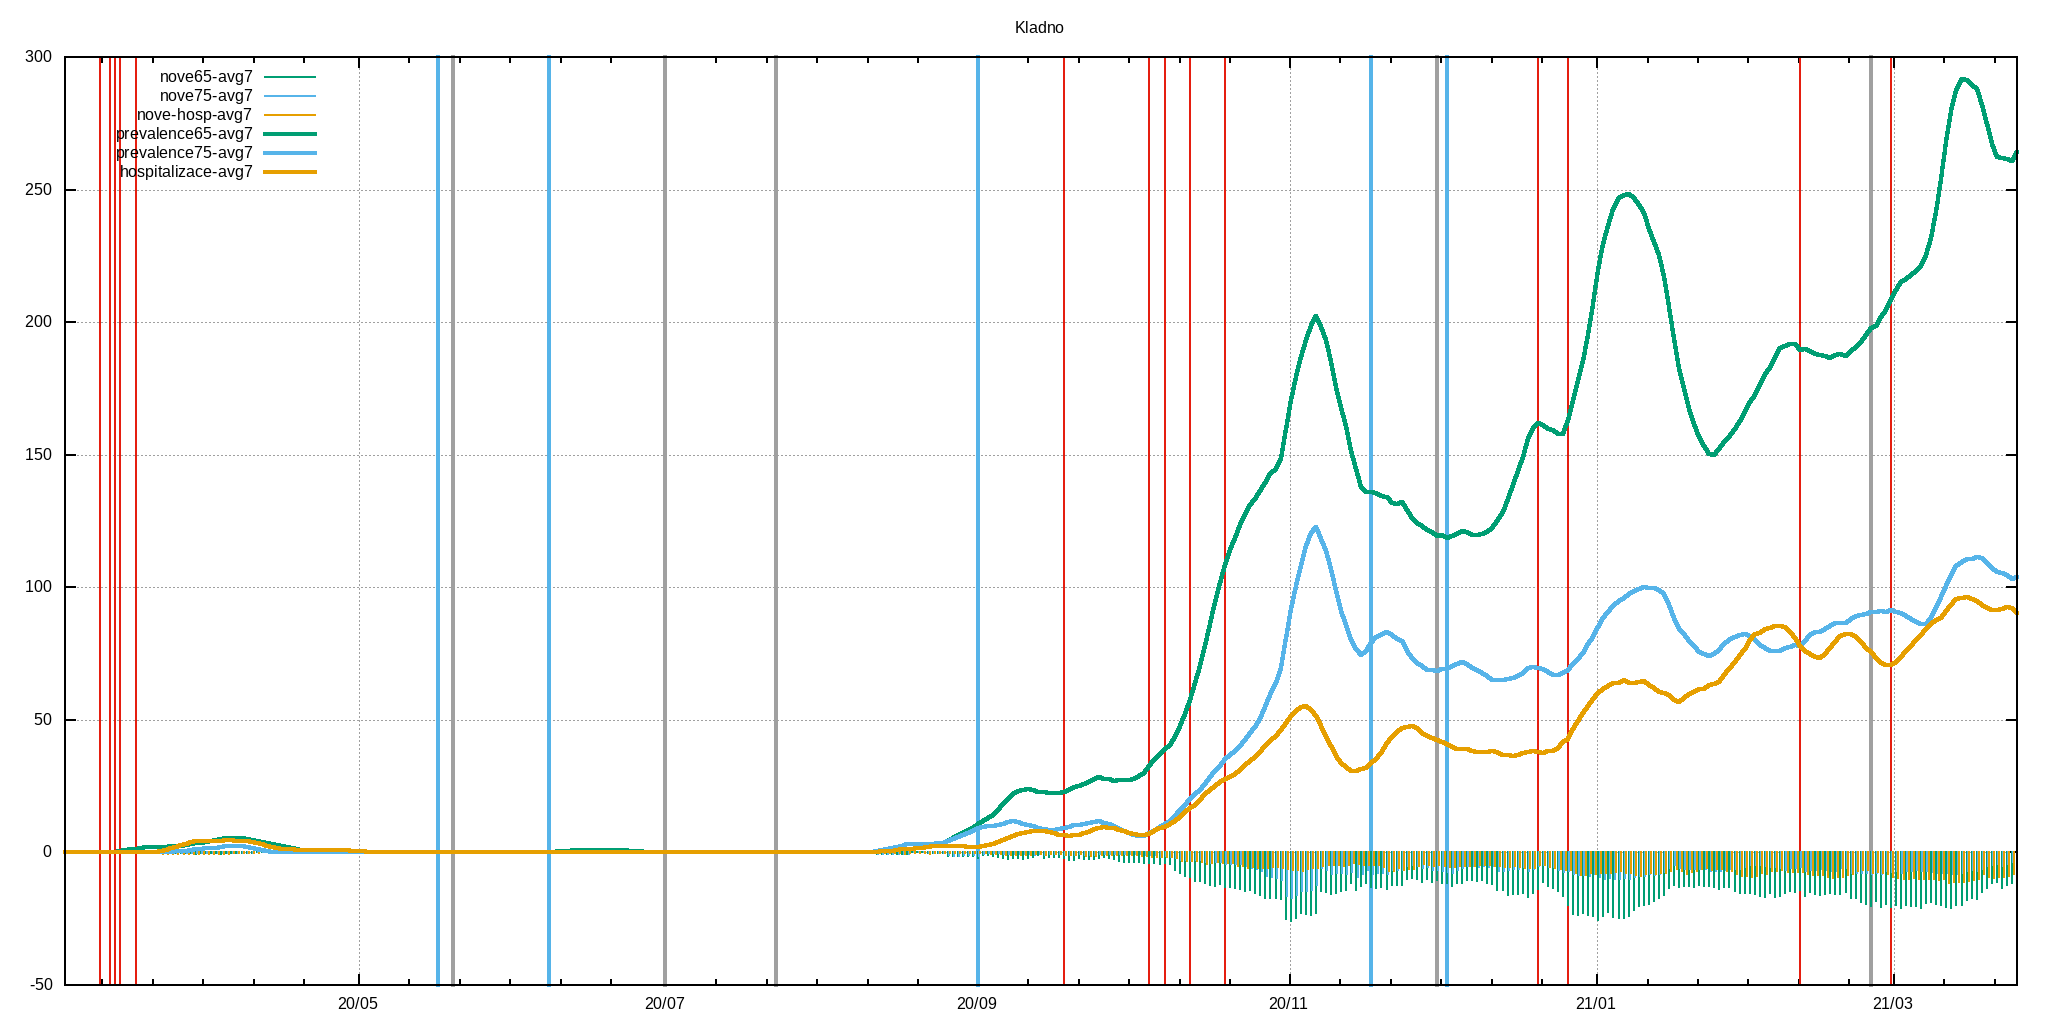 Kladno
300
nove65-avg7
nove75-avg7
nove-hosp-avg7
prevalence65-avg7
prevalence75-avg7
hospitalizace-avg7
250
200
150
100
50
0
-50
20/05
20/07
20/09
20/11
21/01
21/03